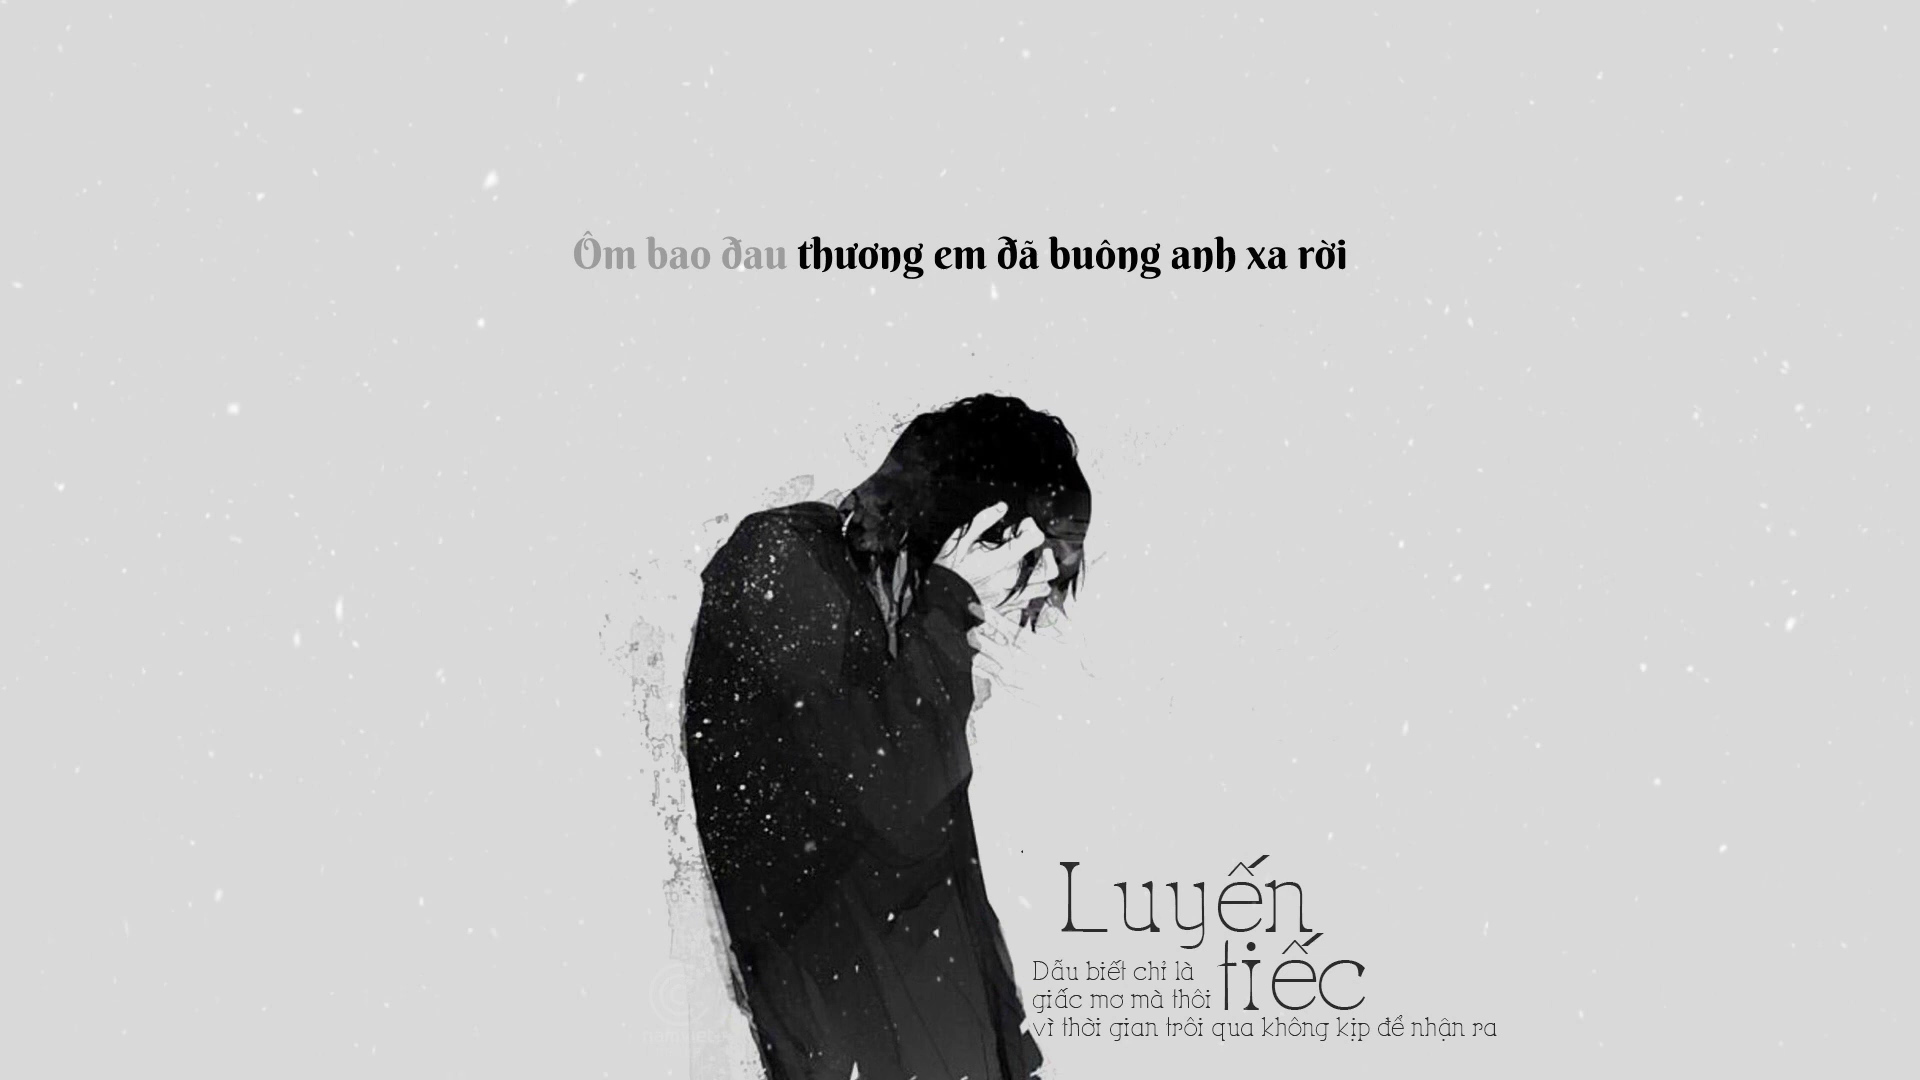 Ôm bao đau thương em đã buông anh xa rời
Luyến
tiếc
Dẫu biết chỉ là
giấc mơ mà thôi
vì thời gian trôi qua không kịp để nhận ra